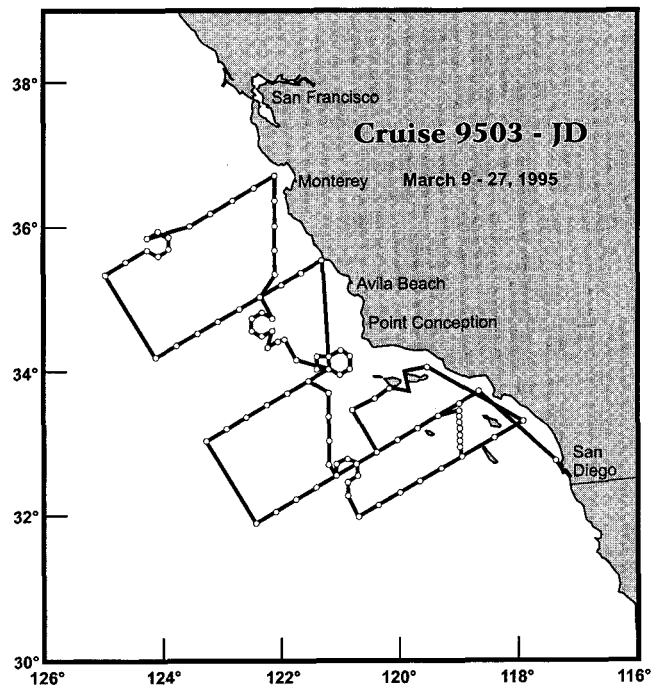 38°
San Francisco
Cruise 9503 - JD
Monterey
March 9 - 27, 1995
36°
Avila Beach
Point Conception
34°
San
Diego
32°
30°
126°
124°
122°
120°
118°
116°